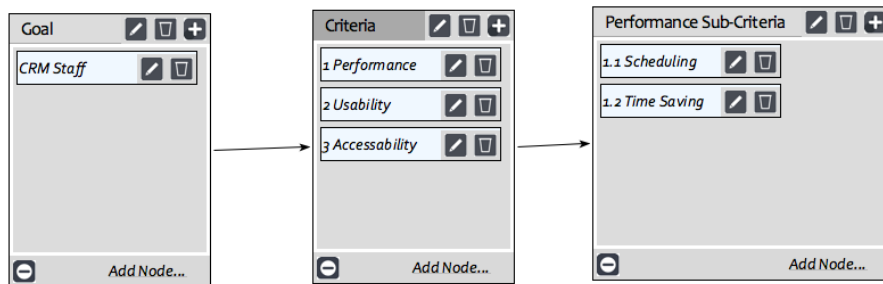 Goal
CRM Staff
Add Node...
Criteria
1 Performance
2 Usability
3 Accessability
Add Node...
Performance Sub-Criteria
1.1 Scheduling
1.2 Time Saving
Add Node...